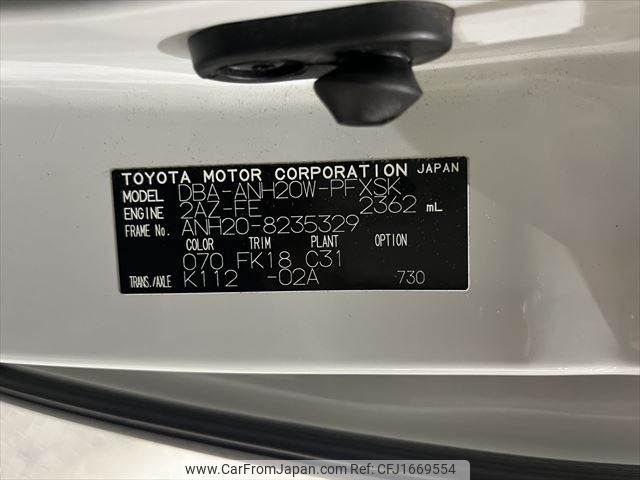 TOYOTA MOTOR CORPORATION JAPAN
MODEL DBA-ANH20W-PFXSK
ENGINE 2AZ-FE 2362 mL
FRAME No. ANH20-8235329
COLOR TRIM PLANT OPTION
070 FK18 C31
TRANS./AXLE K112 -02A 730
www.CarFromJapan.com CFJ1669554